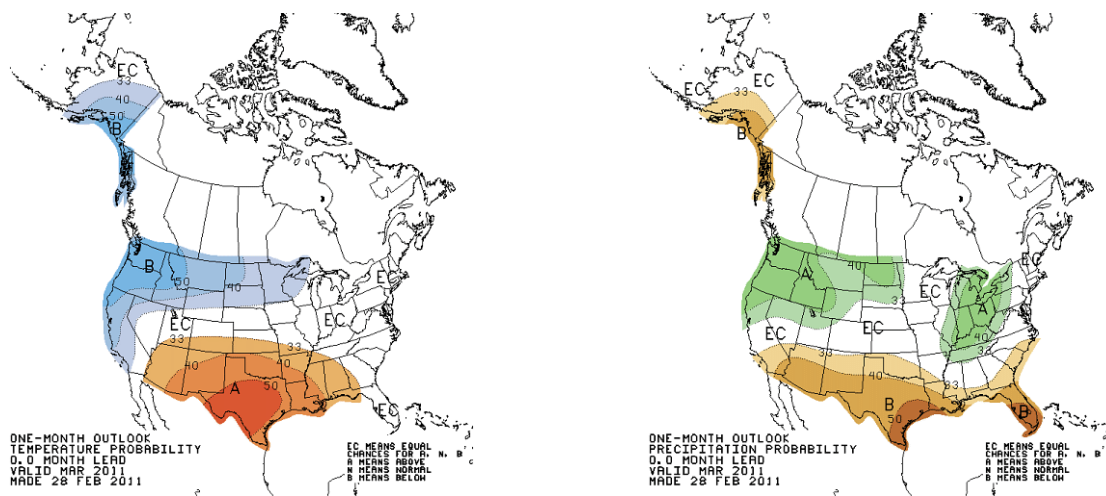 EC
33
40
50
B
B
50
40
EC
EC
EC
33
33
40
40
50
A
EC
ONE-MONTH OUTLOOK
TEMPERATURE PROBABILITY
0.0 MONTH LEAD
VALID MAR 2011
MADE 28 FEB 2011
EC MEANS EQUAL
CHANCES FOR A, N, B
A MEANS ABOVE
N MEANS NORMAL
B MEANS BELOW
EC
EC
33
B
A
40
EC
EC
33
A
EC
EC
40
33
33
40
33
B
50
B
ONE-MONTH OUTLOOK
PRECIPITATION PROBABILITY
0.0 MONTH LEAD
VALID MAR 2011
MADE 28 FEB 2011
EC MEANS EQUAL
CHANCES FOR A, N, B
A MEANS ABOVE
N MEANS NORMAL
B MEANS BELOW